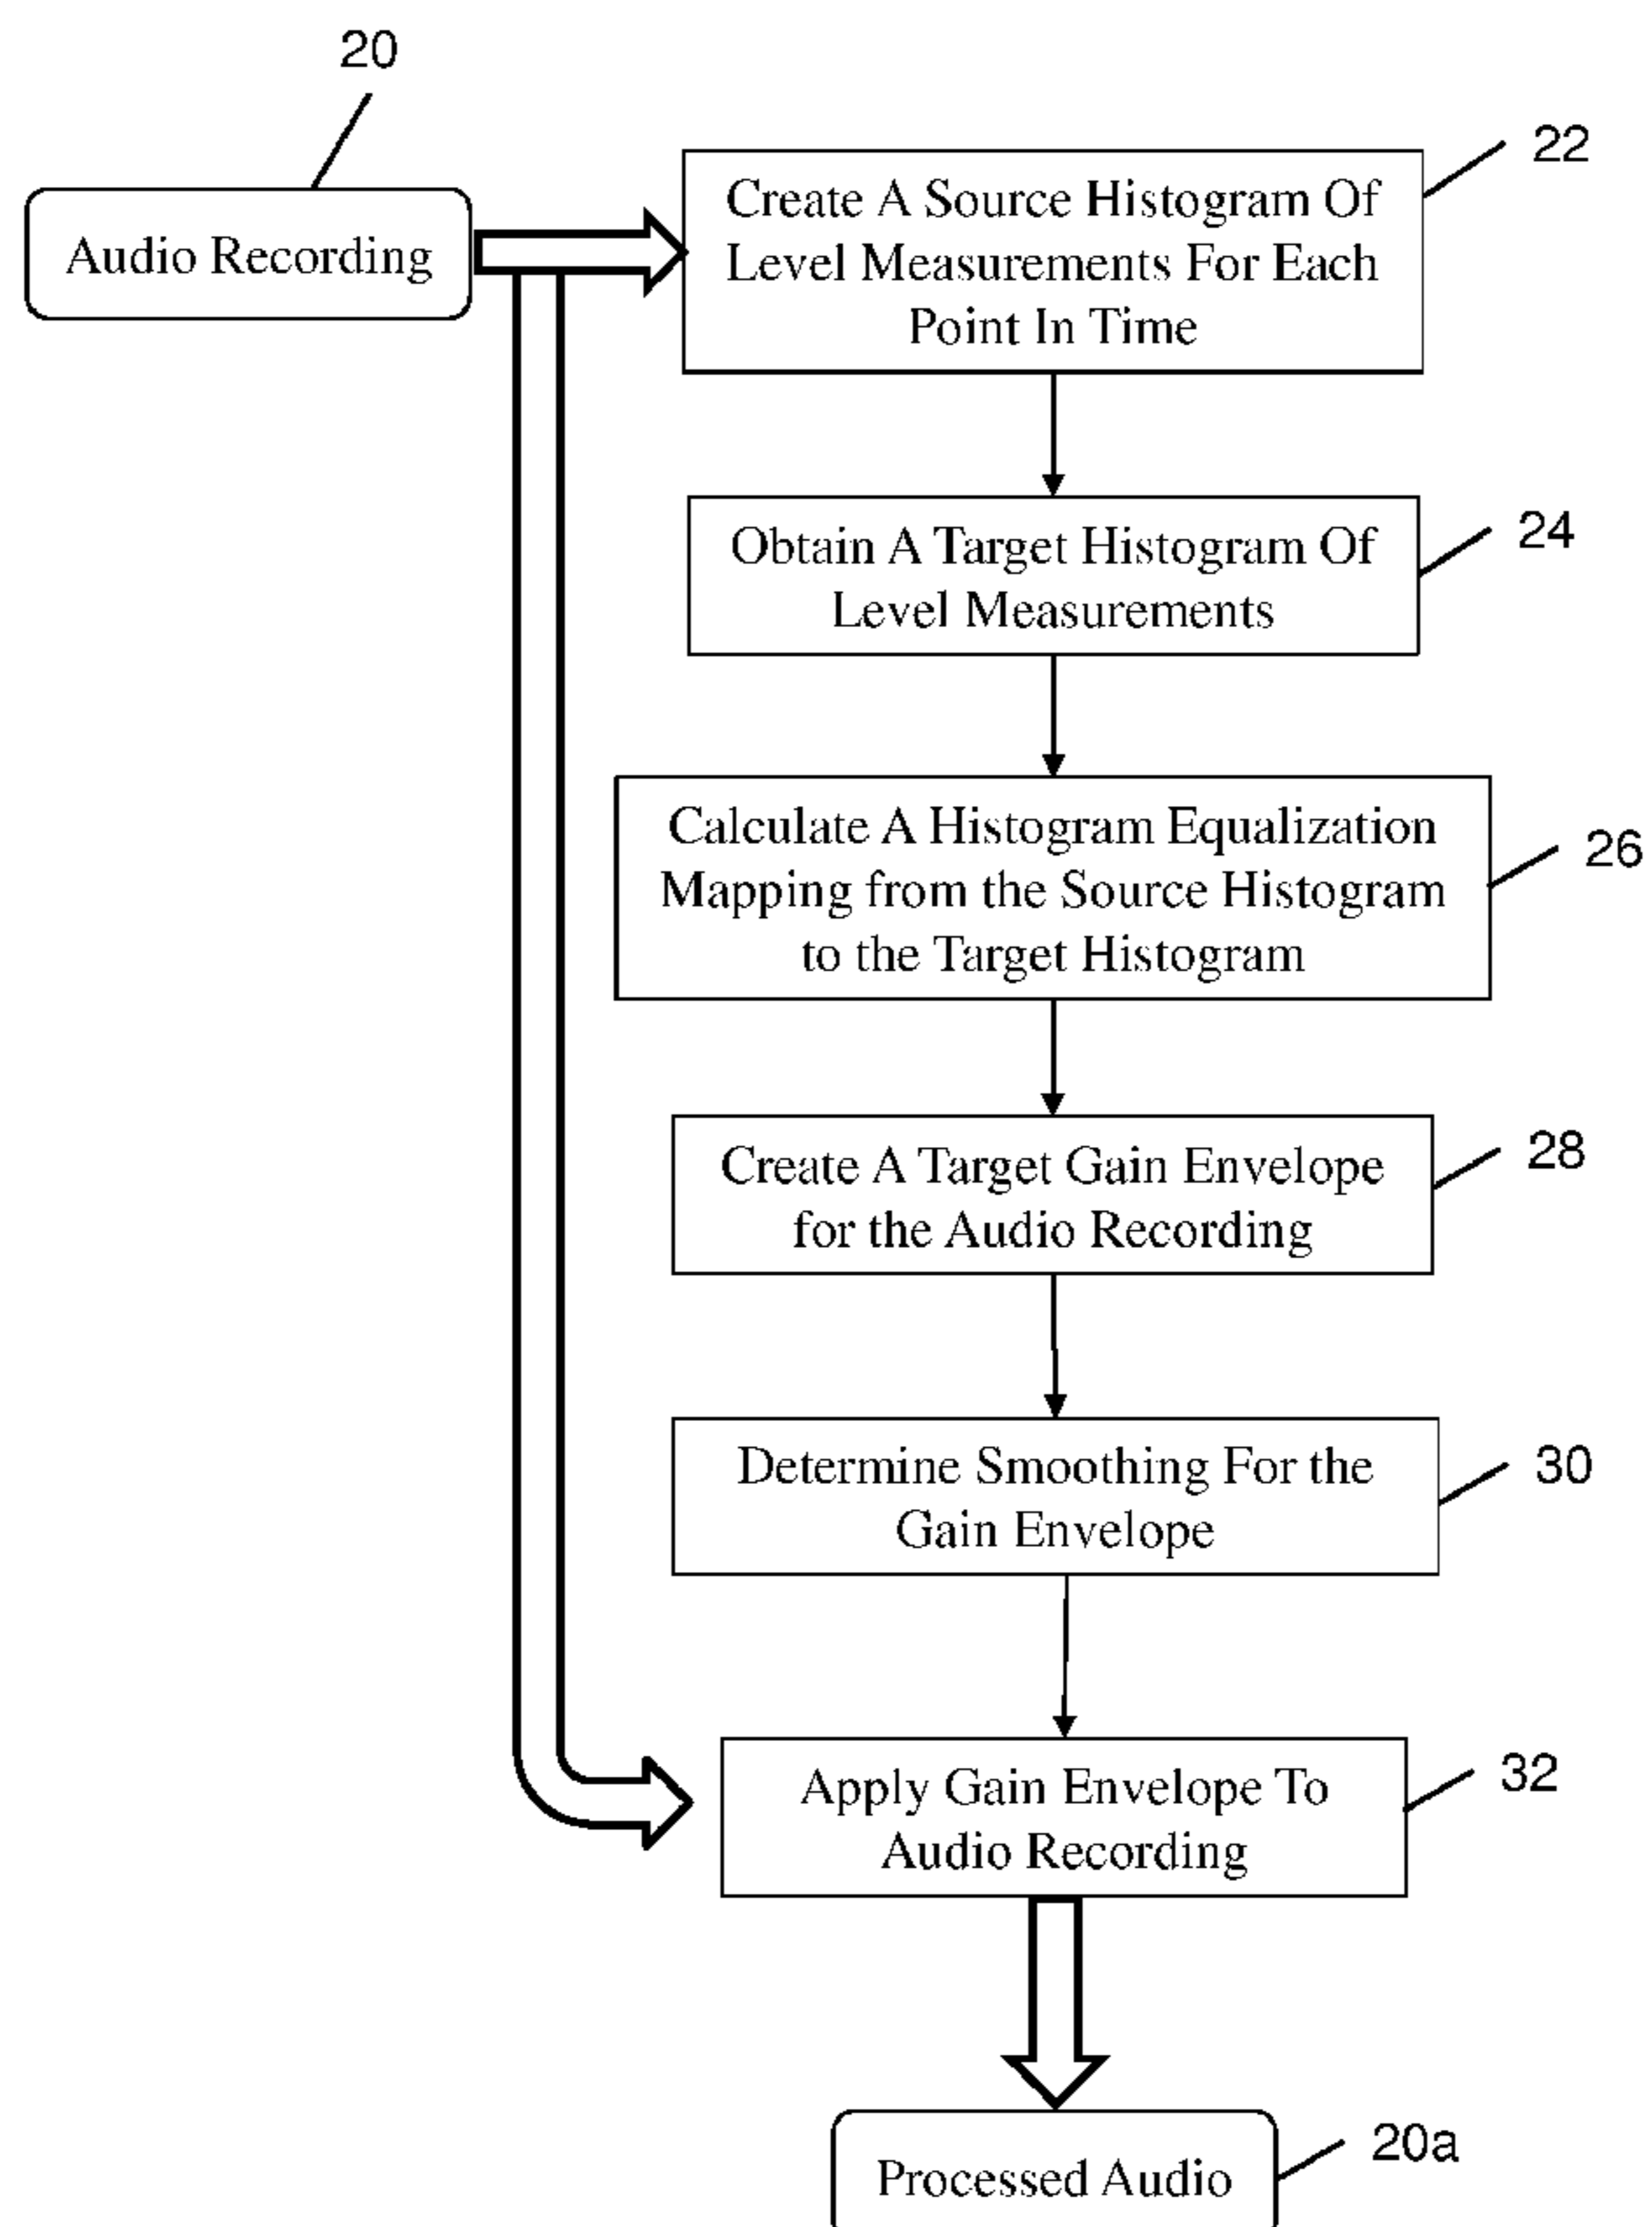 20
Audio Recording
22
Create A Source Histogram Of
Level Measurements For Each
Point In Time
24
Obtain A Target Histogram Of
Level Measurements
26
Calculate A Histogram Equalization
Mapping from the Source Histogram
to the Target Histogram
28
Create A Target Gain Envelope
for the Audio Recording
30
Determine Smoothing For the
Gain Envelope
32
Apply Gain Envelope To
Audio Recording
20a
Processed Audio